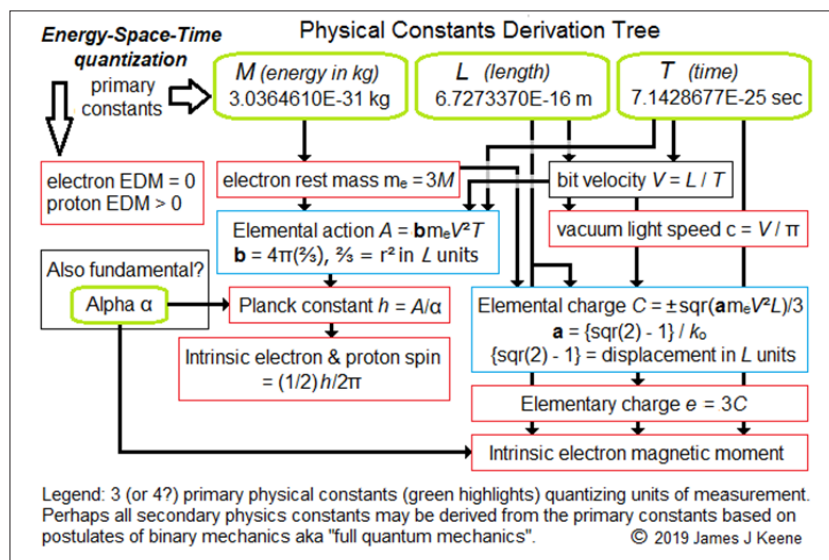 Physical Constants Derivation Tree
Energy-Space-Time
quantization
primary
constants
M (energy in kg)
3.0364610E-31 kg
L (length)
6.7273370E-16 m
T (time)
7.1428677E-25 sec
electron EDM = 0
proton EDM > 0
electron rest mass mₑ = 3M
bit velocity V = L / T
Elemental action A = bmₑV²T
b = 4π(⅔), ⅔ = r² in L units
vacuum light speed c = V / π
Also fundamental?
Alpha α
Planck constant h = A/α
Elemental charge C = ±sqr(amₑV²L)/3
a = {sqr(2) - 1} / kₒ
{sqr(2) - 1} = displacement in L units
Intrinsic electron & proton spin
= (1/2) h/2π
Elementary charge e = 3C
Intrinsic electron magnetic moment
Legend: 3 (or 4?) primary physical constants (green highlights) quantizing units of measurement.
Perhaps all secondary physics constants may be derived from the primary constants based on
postulates of binary mechanics aka "full quantum mechanics".
© 2019 James J Keene